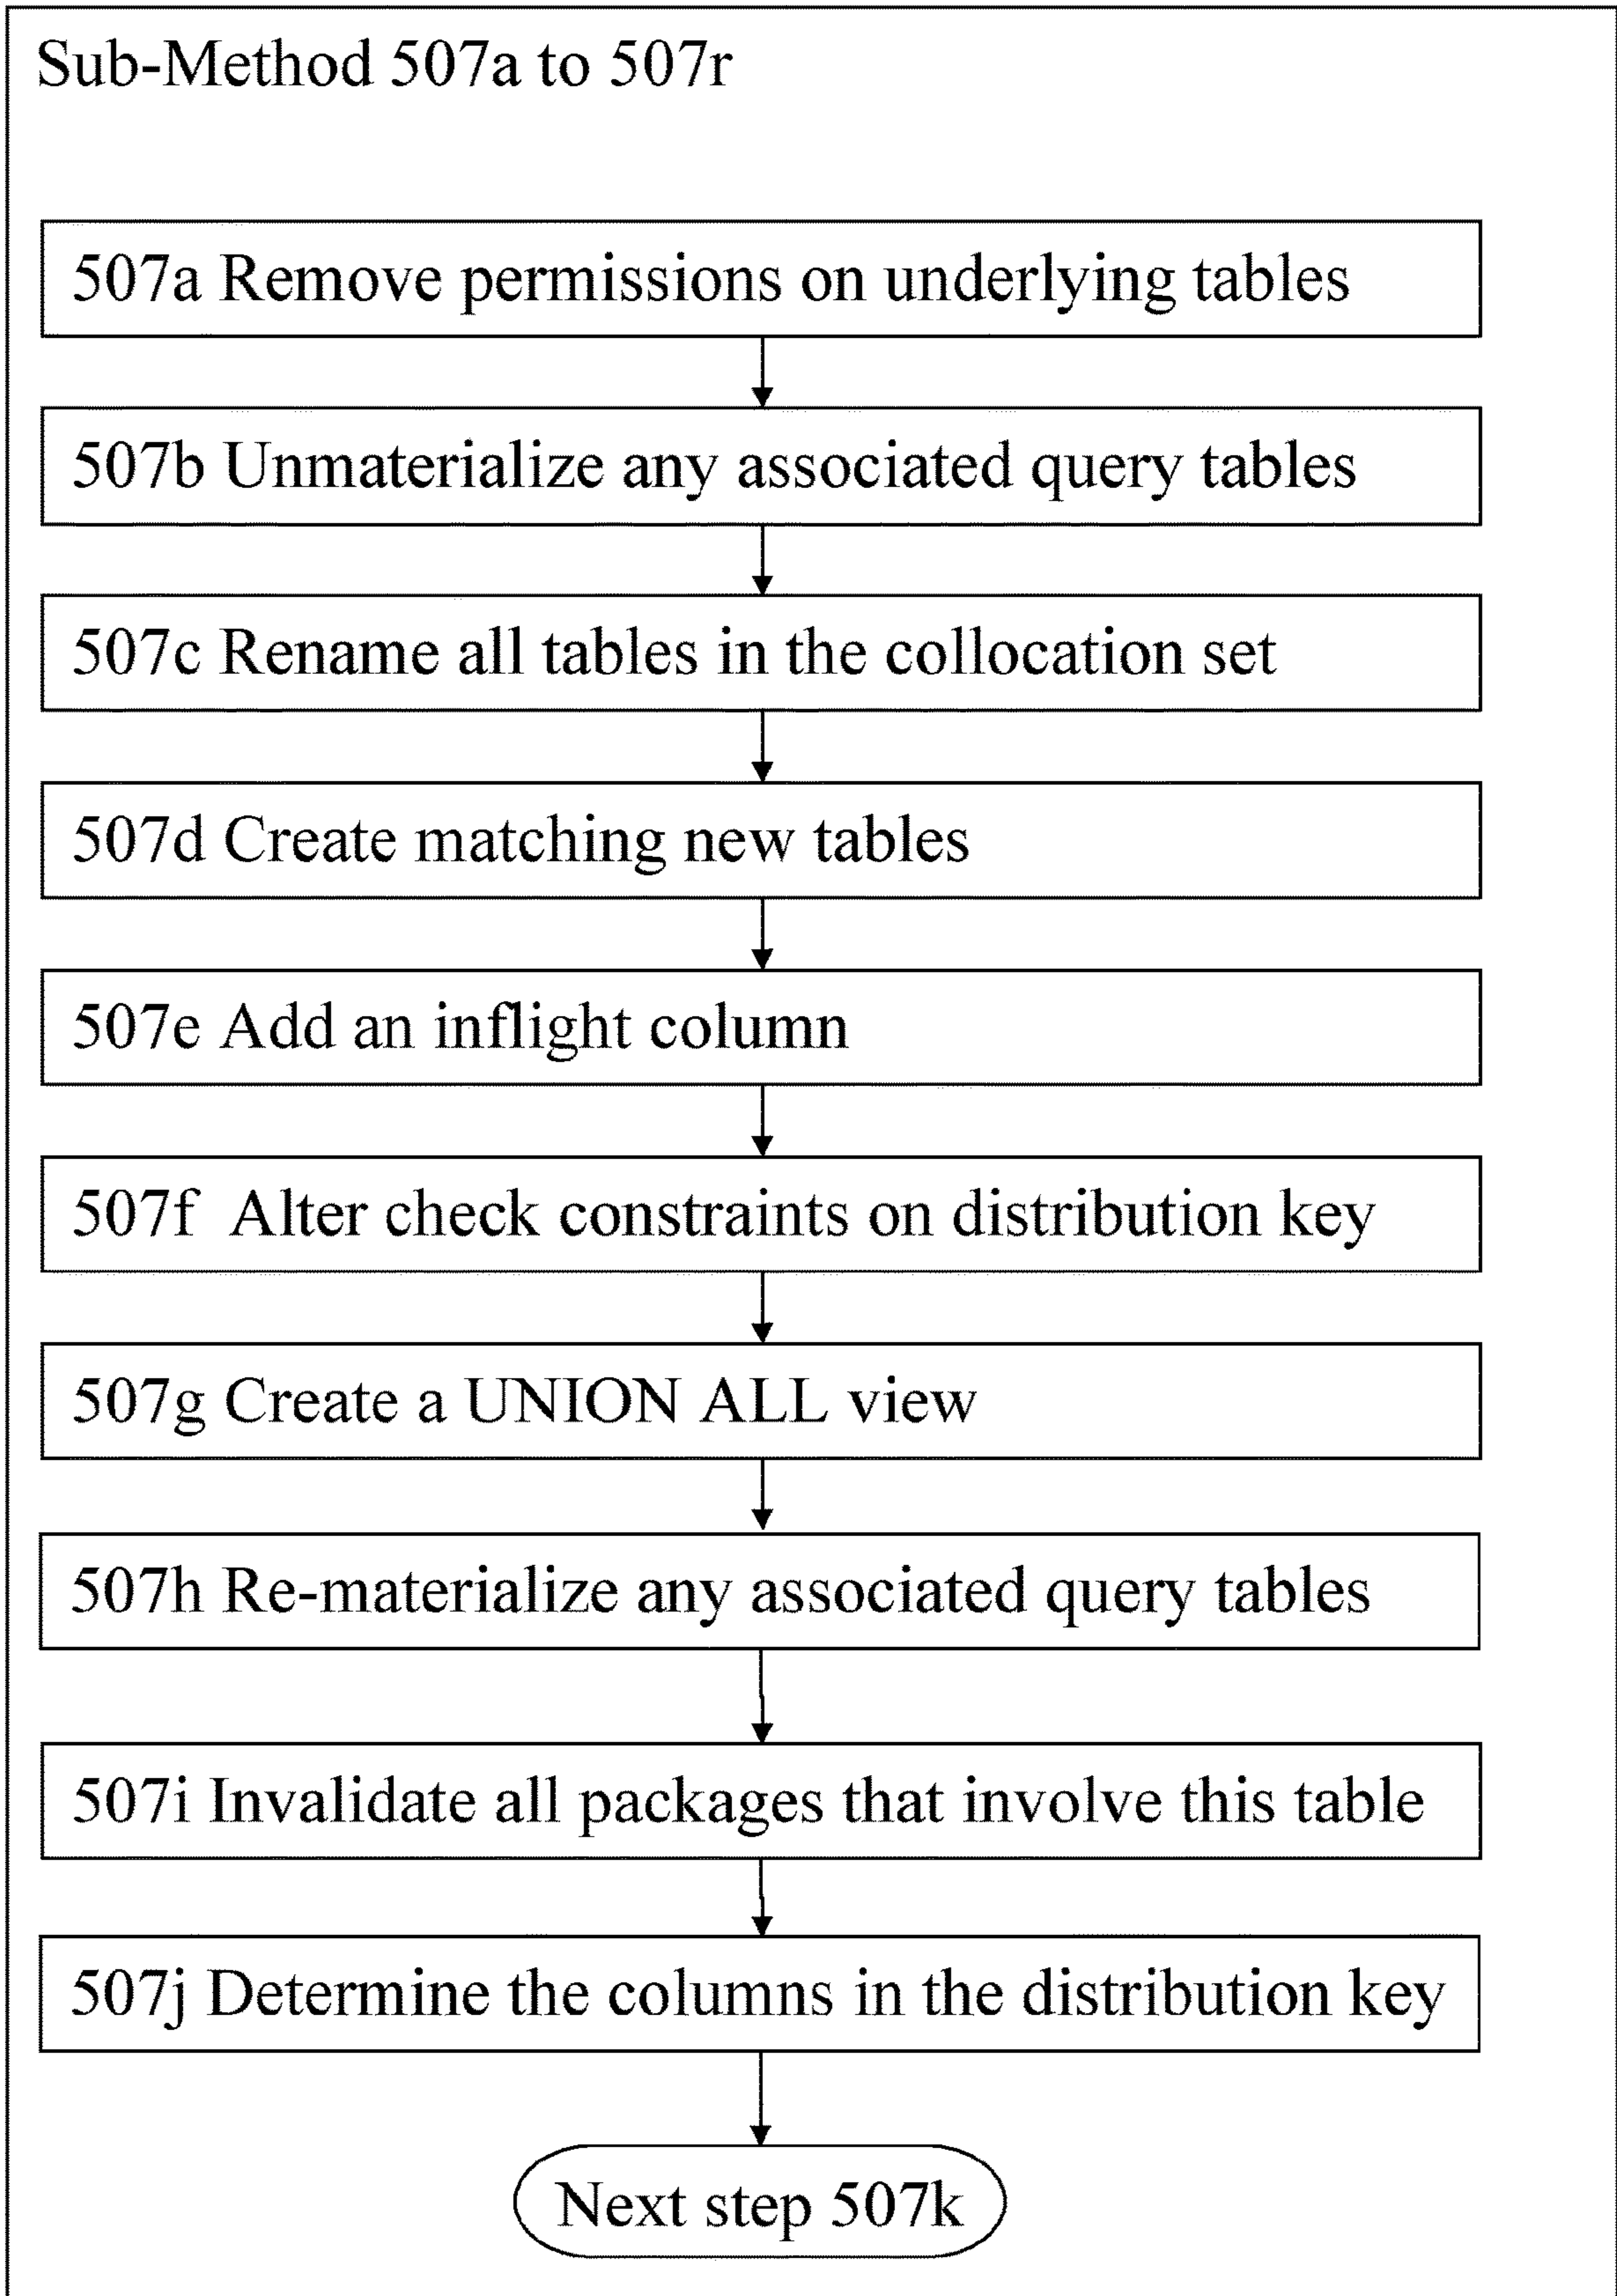 Sub-Method 507a to 507r
507a Remove permissions on underlying tables
507b Unmaterialize any associated query tables
507c Rename all tables in the collocation set
507d Create matching new tables
507e Add an inflight column
507f Alter check constraints on distribution key
507g Create a UNION ALL view
507h Re-materialize any associated query tables
507i Invalidate all packages that involve this table
507j Determine the columns in the distribution key
Next step 507k